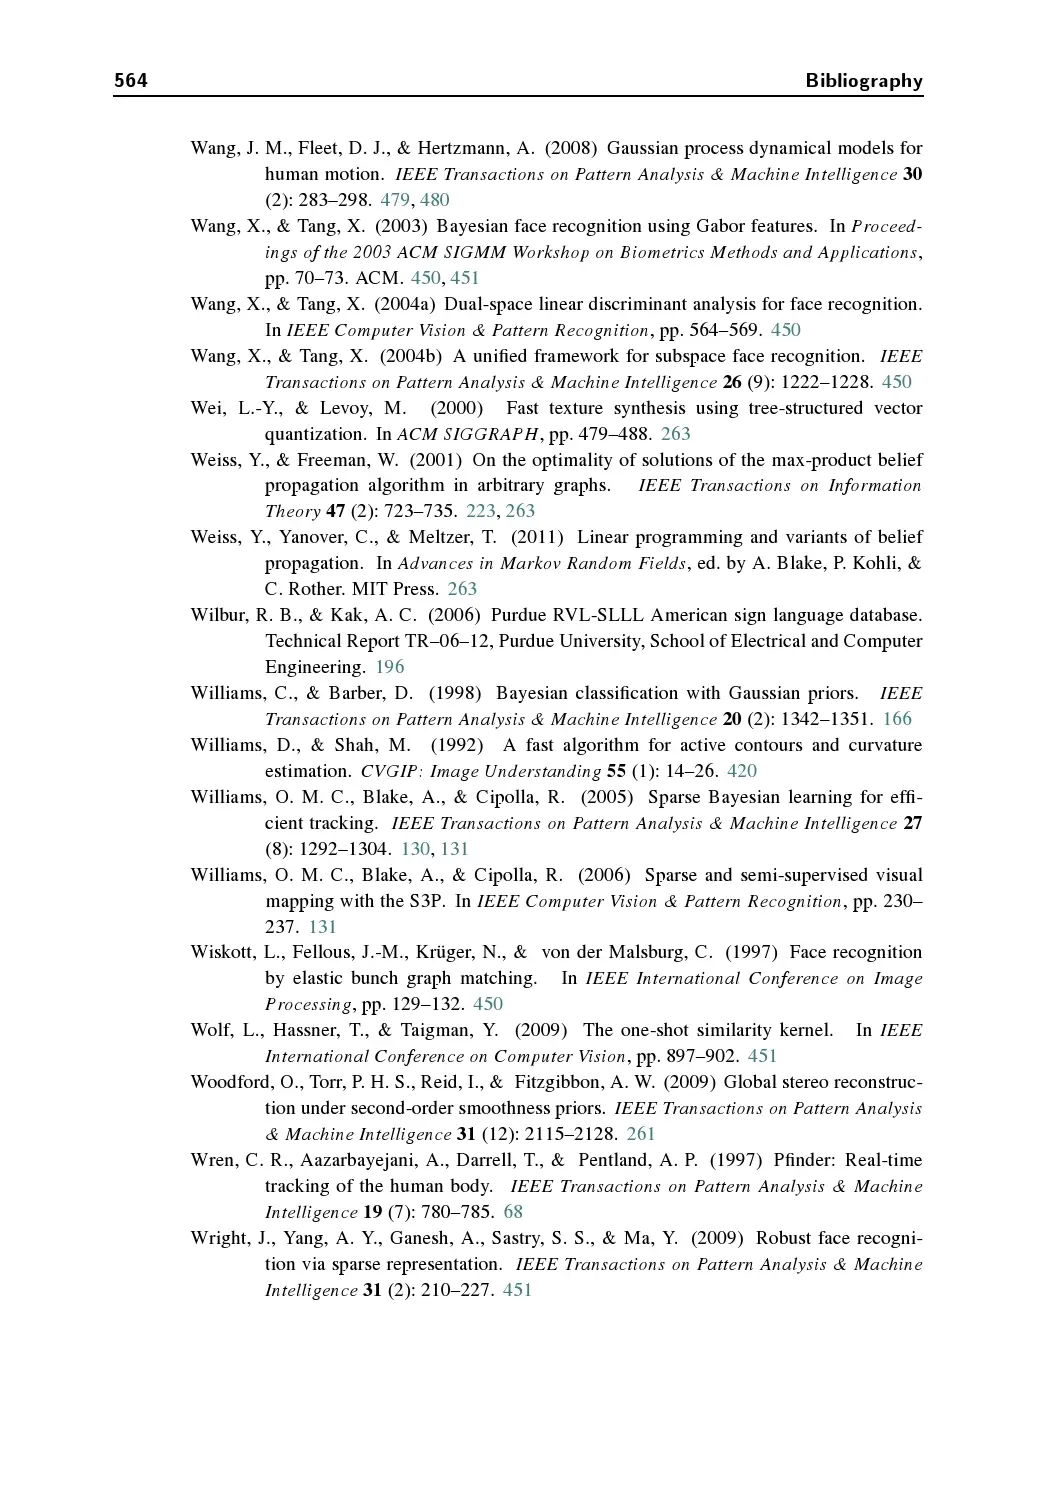 564 Bibliography
Wang, J. M., Fleet, D. J., & Hertzmann, A. (2008) Gaussian process dynamical models for
human motion. IEEE Transactions on Pattern Analysis & Machine Intelligence 30
(2): 283–298. 479, 480
Wang, X., & Tang, X. (2003) Bayesian face recognition using Gabor features. In Proceed-
ings of the 2003 ACM SIGMM Workshop on Biometrics Methods and Applications,
pp. 70–73. ACM. 450, 451
Wang, X., & Tang, X. (2004a) Dual-space linear discriminant analysis for face recognition.
In IEEE Computer Vision & Pattern Recognition, pp. 564–569. 450
Wang, X., & Tang, X. (2004b) A unified framework for subspace face recognition. IEEE
Transactions on Pattern Analysis & Machine Intelligence 26 (9): 1222–1228. 450
Wei, L.-Y., & Levoy, M. (2000) Fast texture synthesis using tree-structured vector
quantization. In ACM SIGGRAPH, pp. 479–488. 263
Weiss, Y., & Freeman, W. (2001) On the optimality of solutions of the max-product belief
propagation algorithm in arbitrary graphs. IEEE Transactions on Information
Theory 47 (2): 723–735. 223, 263
Weiss, Y., Yanover, C., & Meltzer, T. (2011) Linear programming and variants of belief
propagation. In Advances in Markov Random Fields, ed. by A. Blake, P. Kohli, &
C. Rother. MIT Press. 263
Wilbur, R. B., & Kak, A. C. (2006) Purdue RVL-SLLL American sign language database.
Technical Report TR–06–12, Purdue University, School of Electrical and Computer
Engineering. 196
Williams, C., & Barber, D. (1998) Bayesian classification with Gaussian priors. IEEE
Transactions on Pattern Analysis & Machine Intelligence 20 (2): 1342–1351. 166
Williams, D., & Shah, M. (1992) A fast algorithm for active contours and curvature
estimation. CVGIP: Image Understanding 55 (1): 14–26. 420
Williams, O. M. C., Blake, A., & Cipolla, R. (2005) Sparse Bayesian learning for effi-
cient tracking. IEEE Transactions on Pattern Analysis & Machine Intelligence 27
(8): 1292–1304. 130, 131
Williams, O. M. C., Blake, A., & Cipolla, R. (2006) Sparse and semi-supervised visual
mapping with the S3P. In IEEE Computer Vision & Pattern Recognition, pp. 230–
237. 131
Wiskott, L., Fellous, J.-M., Krüger, N., & von der Malsburg, C. (1997) Face recognition
by elastic bunch graph matching. In IEEE International Conference on Image
Processing, pp. 129–132. 450
Wolf, L., Hassner, T., & Taigman, Y. (2009) The one-shot similarity kernel. In IEEE
International Conference on Computer Vision, pp. 897–902. 451
Woodford, O., Torr, P. H. S., Reid, I., & Fitzgibbon, A. W. (2009) Global stereo reconstruc-
tion under second-order smoothness priors. IEEE Transactions on Pattern Analysis
& Machine Intelligence 31 (12): 2115–2128. 261
Wren, C. R., Aazarbayejani, A., Darrell, T., & Pentland, A. P. (1997) Pfinder: Real-time
tracking of the human body. IEEE Transactions on Pattern Analysis & Machine
Intelligence 19 (7): 780–785. 68
Wright, J., Yang, A. Y., Ganesh, A., Sastry, S. S., & Ma, Y. (2009) Robust face recogni-
tion via sparse representation. IEEE Transactions on Pattern Analysis & Machine
Intelligence 31 (2): 210–227. 451